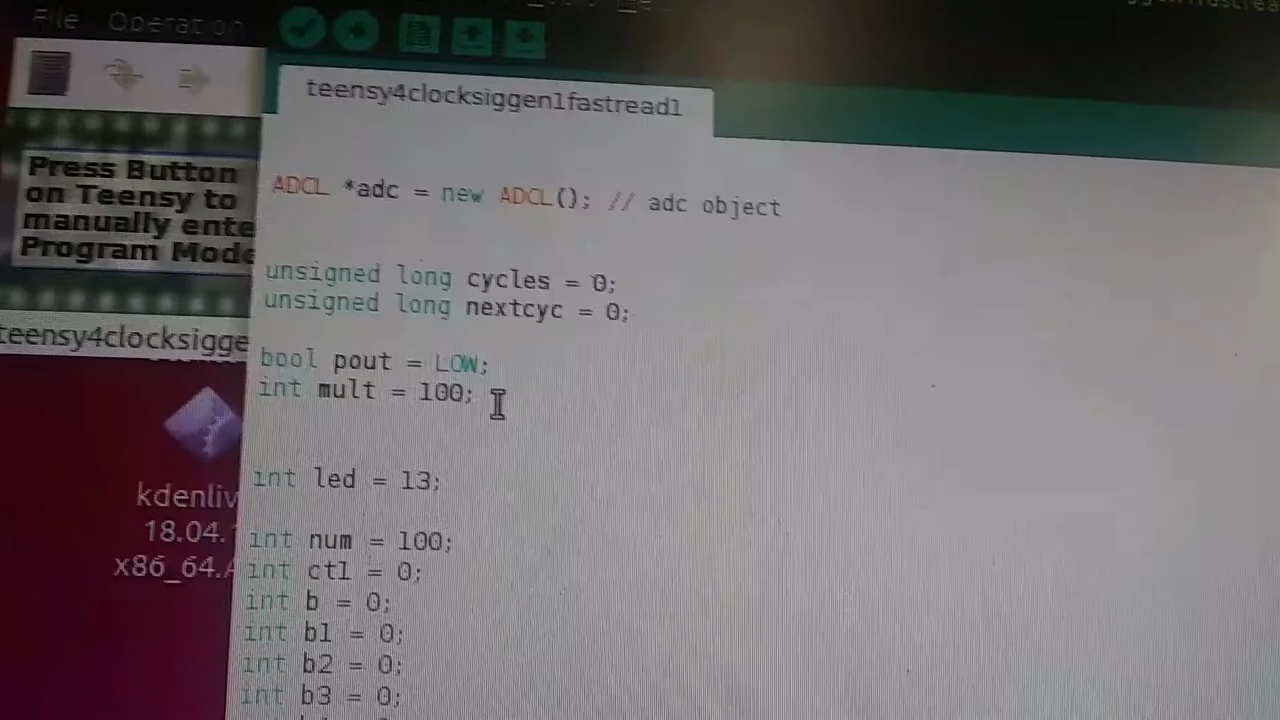 File Operation
teensy4clocksiggen1fastread1
Press Button
on Teensy to
manually ente
Program Mode
teensy4clocksigge
kdenliv
18.04.
x86_64.A
ADCL *adc = new ADCL(); // adc object
unsigned long cycles = 0;
unsigned long nextcyc = 0;
bool pout = LOW;
int mult = 100;
int led = 13;
int num = 100;
int ctl = 0;
int b = 0;
int b1 = 0;
int b2 = 0;
int b3 = 0;